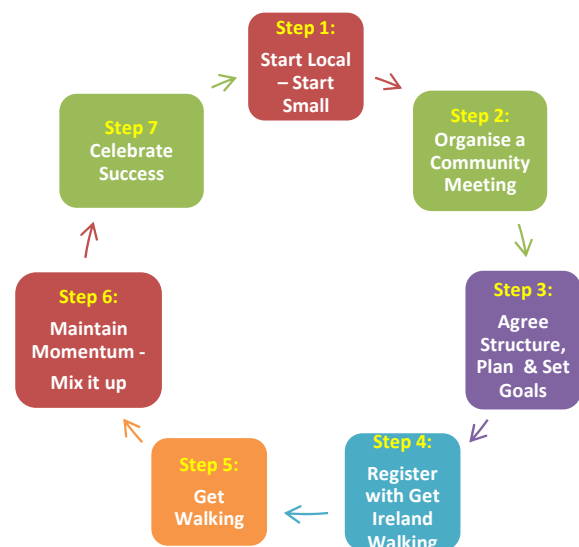 Step 1:
Start Local
– Start
Small
Step 2:
Organise a
Community
Meeting
Step 3:
Agree
Structure,
Plan & Set
Goals
Step 4:
Register
with Get
Ireland
Walking
Step 5:
Get
Walking
Step 6:
Maintain
Momentum -
Mix it up
Step 7
Celebrate
Success